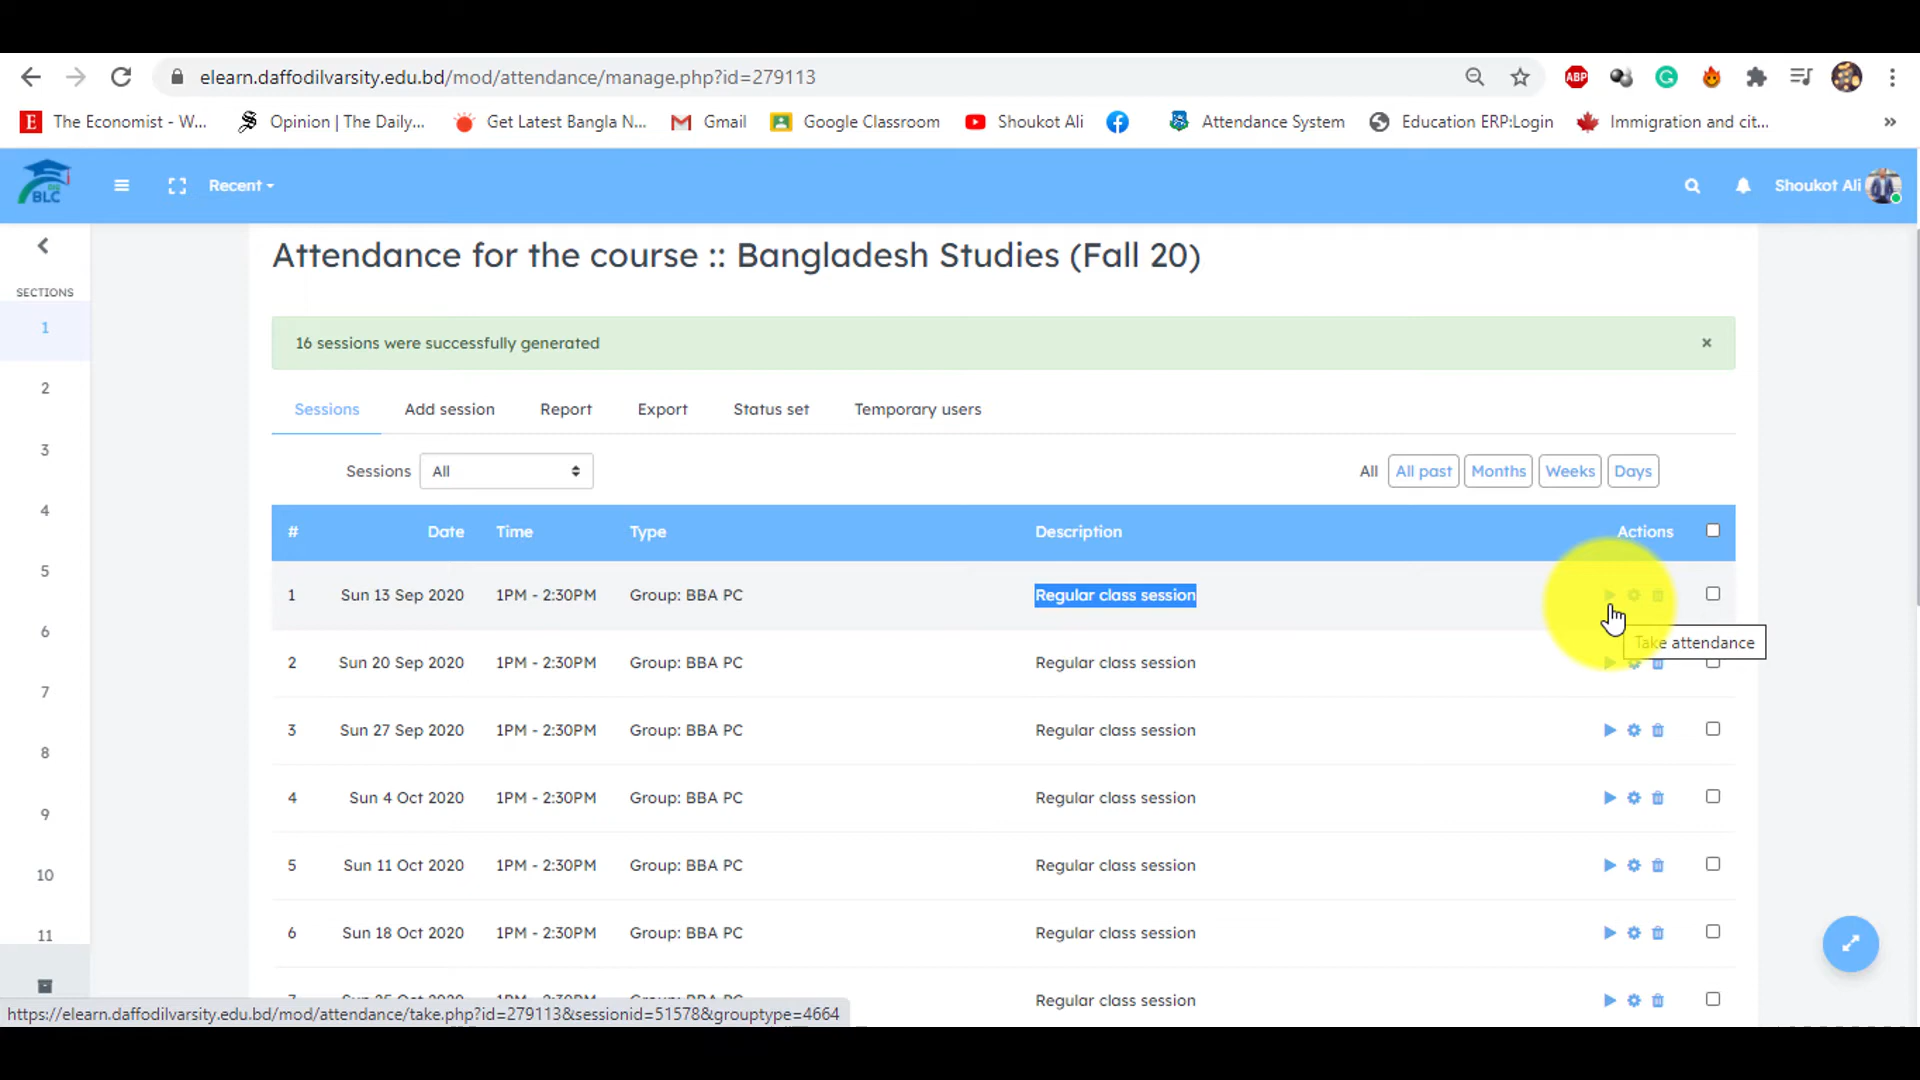 elearn.daffodilvarsity.edu.bd/mod/attendance/manage.php?id=279113
ABP
The Economist - W... Opinion | The Daily... Get Latest Bangla N... Gmail Google Classroom Shoukot Ali Attendance System Education ERP:Login Immigration and cit... »
BLC Recent Shoukot Ali
Attendance for the course :: Bangladesh Studies (Fall 20)
SECTIONS
1
2
3
4
5
6
7
8
9
10
11
16 sessions were successfully generated ×
Sessions Add session Report Export Status set Temporary users
Sessions All All All past Months Weeks Days
# Date Time Type Description Actions
1 Sun 13 Sep 2020 1PM - 2:30PM Group: BBA PC Regular class session
Take attendance
2 Sun 20 Sep 2020 1PM - 2:30PM Group: BBA PC Regular class session
3 Sun 27 Sep 2020 1PM - 2:30PM Group: BBA PC Regular class session
4 Sun 4 Oct 2020 1PM - 2:30PM Group: BBA PC Regular class session
5 Sun 11 Oct 2020 1PM - 2:30PM Group: BBA PC Regular class session
6 Sun 18 Oct 2020 1PM - 2:30PM Group: BBA PC Regular class session
Regular class session
https://elearn.daffodilvarsity.edu.bd/mod/attendance/take.php?id=279113&sessionid=51578&grouptype=4664